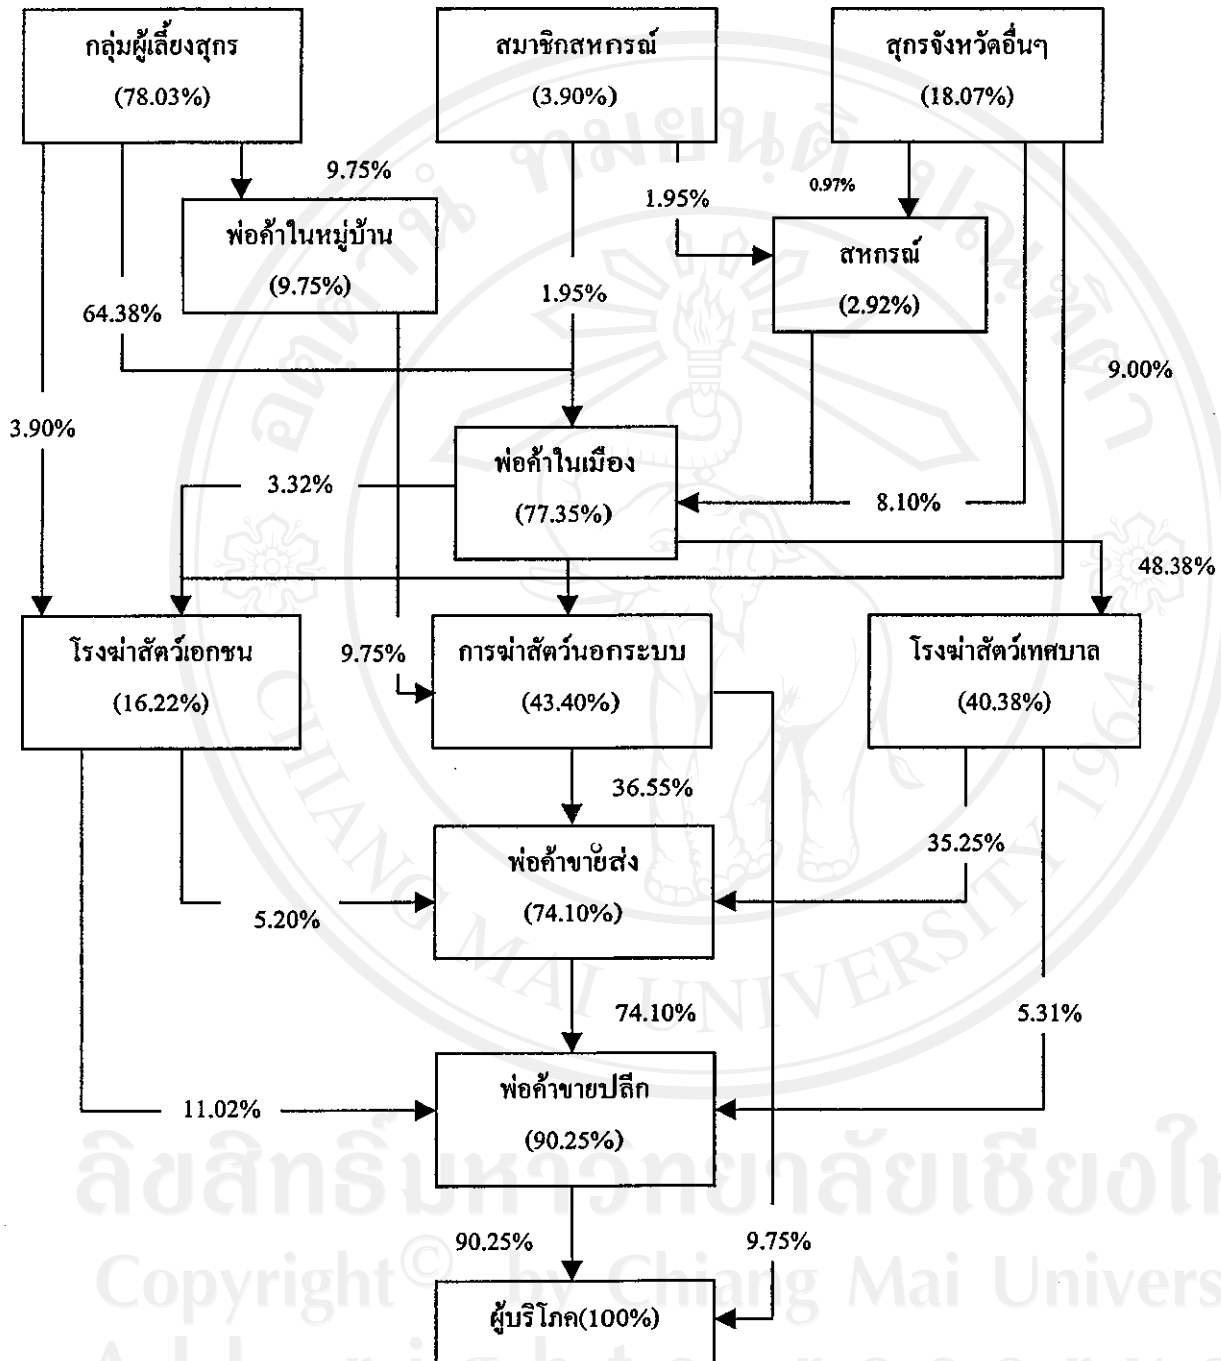 กลุ่มผู้เลี้ยงสุกร
(78.03%)
สมาชิกสหกรณ์
(3.90%)
สุกรจังหวัดอื่นๆ
(18.07%)
9.75%
1.95%
0.97%
พ่อค้าในหมู่บ้าน
(9.75%)
สหกรณ์
(2.92%)
64.38%
1.95%
9.00%
3.90%
พ่อค้าในเมือง
(77.35%)
3.32%
8.10%
48.38%
โรงฆ่าสัตว์เอกชน
(16.22%)
9.75%
การฆ่าสัตว์นอกระบบ
(43.40%)
โรงฆ่าสัตว์เทศบาล
(40.38%)
36.55%
35.25%
พ่อค้าขายส่ง
(74.10%)
5.20%
74.10%
5.31%
พ่อค้าขายปลีก
(90.25%)
11.02%
90.25%
9.75%
ผู้บริโภค(100%)
CHIANG MAI UNIVERSITY 1964
ลิขสิทธิ์มหาวิทยาลัยเชียงให
Copyright© by Chiang Mai Univers